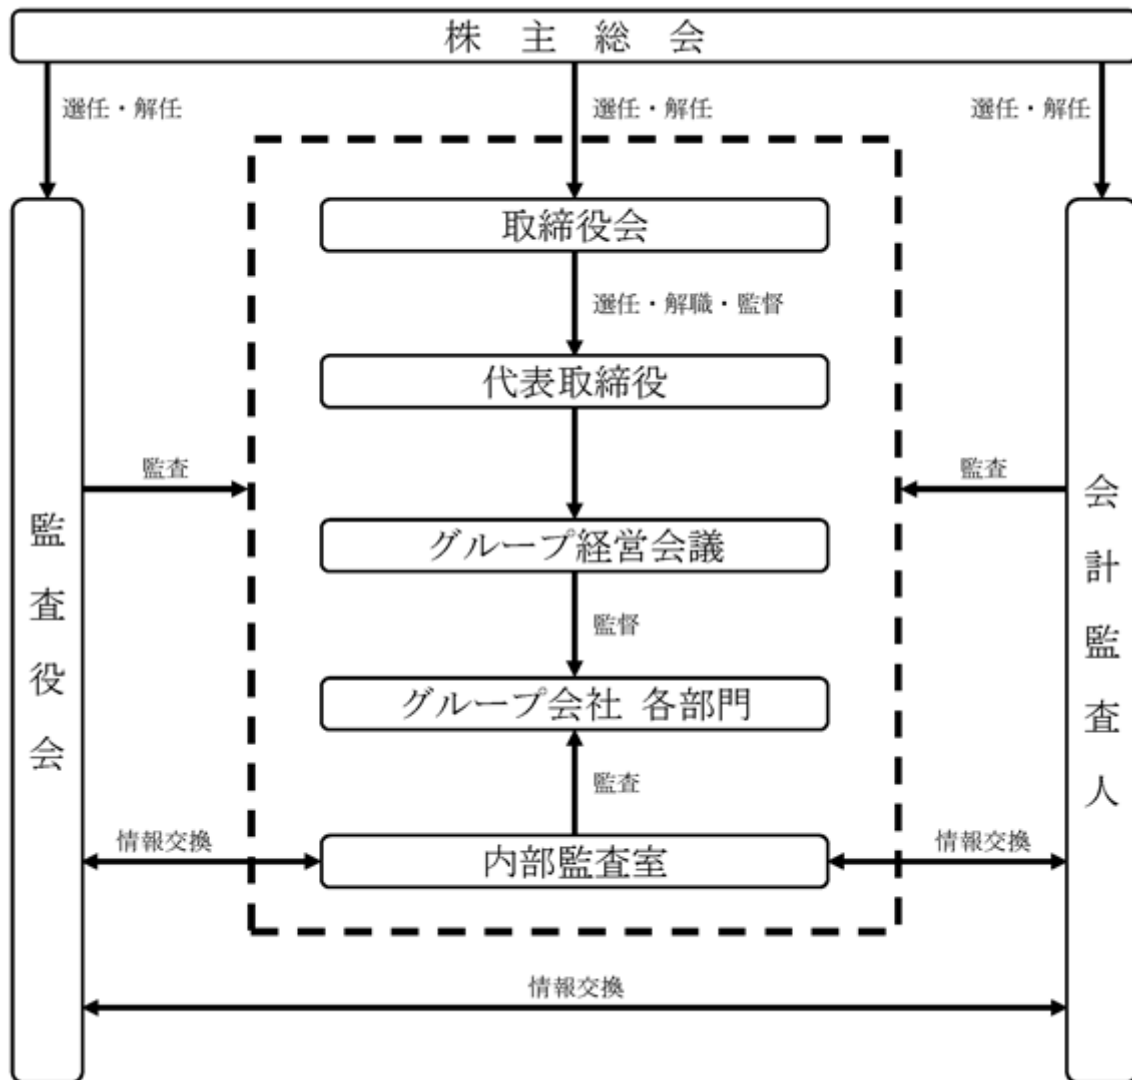 株主総会
選任・解任
選任・解任
選任・解任
取締役会
選任・解職・監督
代表取締役
監査
監査
グループ経営会議
監督
グループ会社 各部門
監査
情報交換
情報交換
内部監査室
情報交換
監査役会
会計監査人